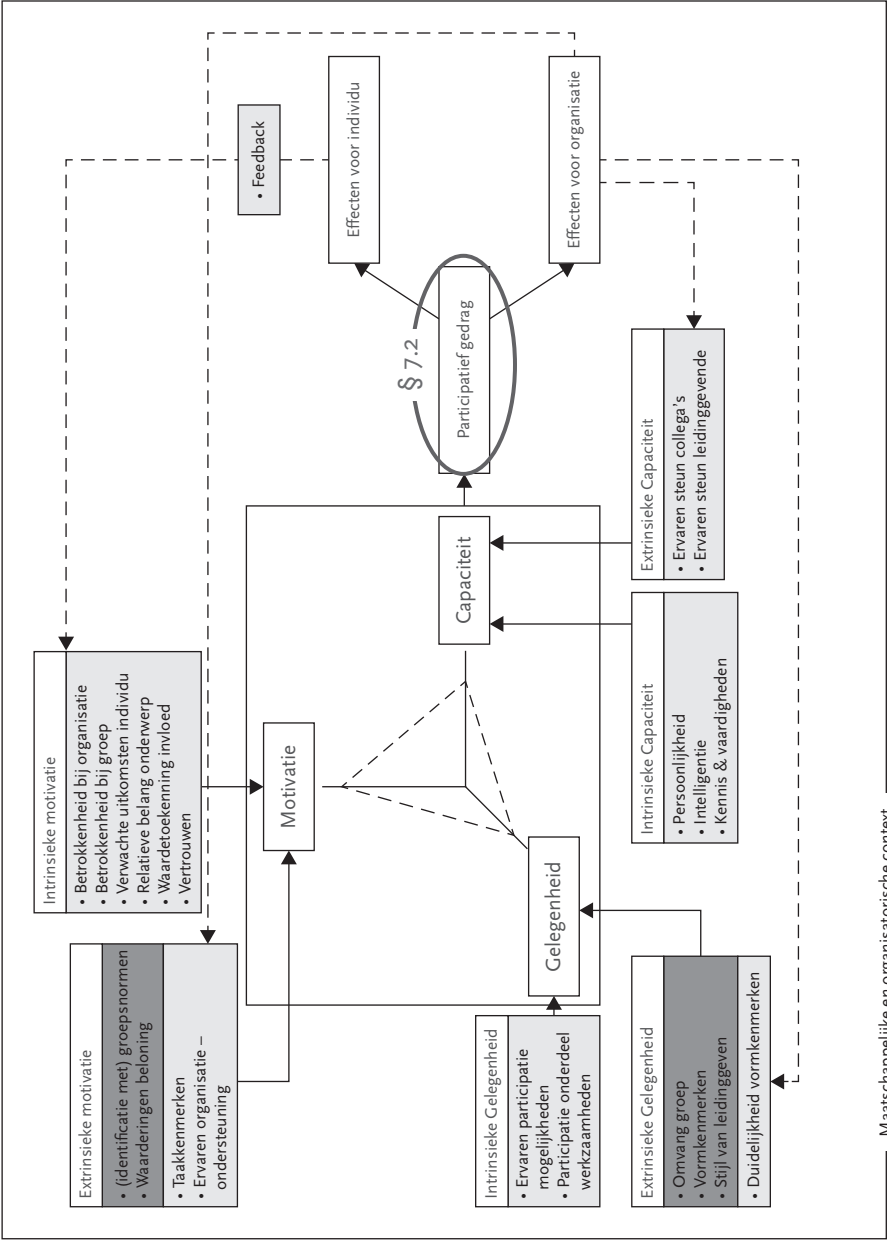 Extrinsieke motivatie
• (identificatie met) groepsnormen
• Waarderingen beloning
• Taakkenmerken
• Ervaren organisatie –
ondersteuning
Intrinsieke motivatie
• Betrokkenheid bij organisatie
• Betrokkenheid bij groep
• Verwachte uitkomsten individu
• Relatieve belang onderwerp
• Waardetoekenning invloed
• Vertrouwen
• Feedback
Motivatie
Effecten voor individu
§ 7.2
Participatief gedrag
Capaciteit
Gelegenheid
Effecten voor organisatie
Intrinsieke Gelegenheid
• Ervaren participatie
mogelijkheden
• Participatie onderdeel
werkzaamheden
Extrinsieke Gelegenheid
• Omvang groep
• Vormkenmerken
• Stijl van leidinggeven
• Duidelijkheid vormkenmerken
Intrinsieke Capaciteit
• Persoonlijkheid
• Intelligentie
• Kennis & vaardigheden
Extrinsieke Capaciteit
• Ervaren steun collega's
• Ervaren steun leidinggevende
Maatschappelijke en organisatorische context